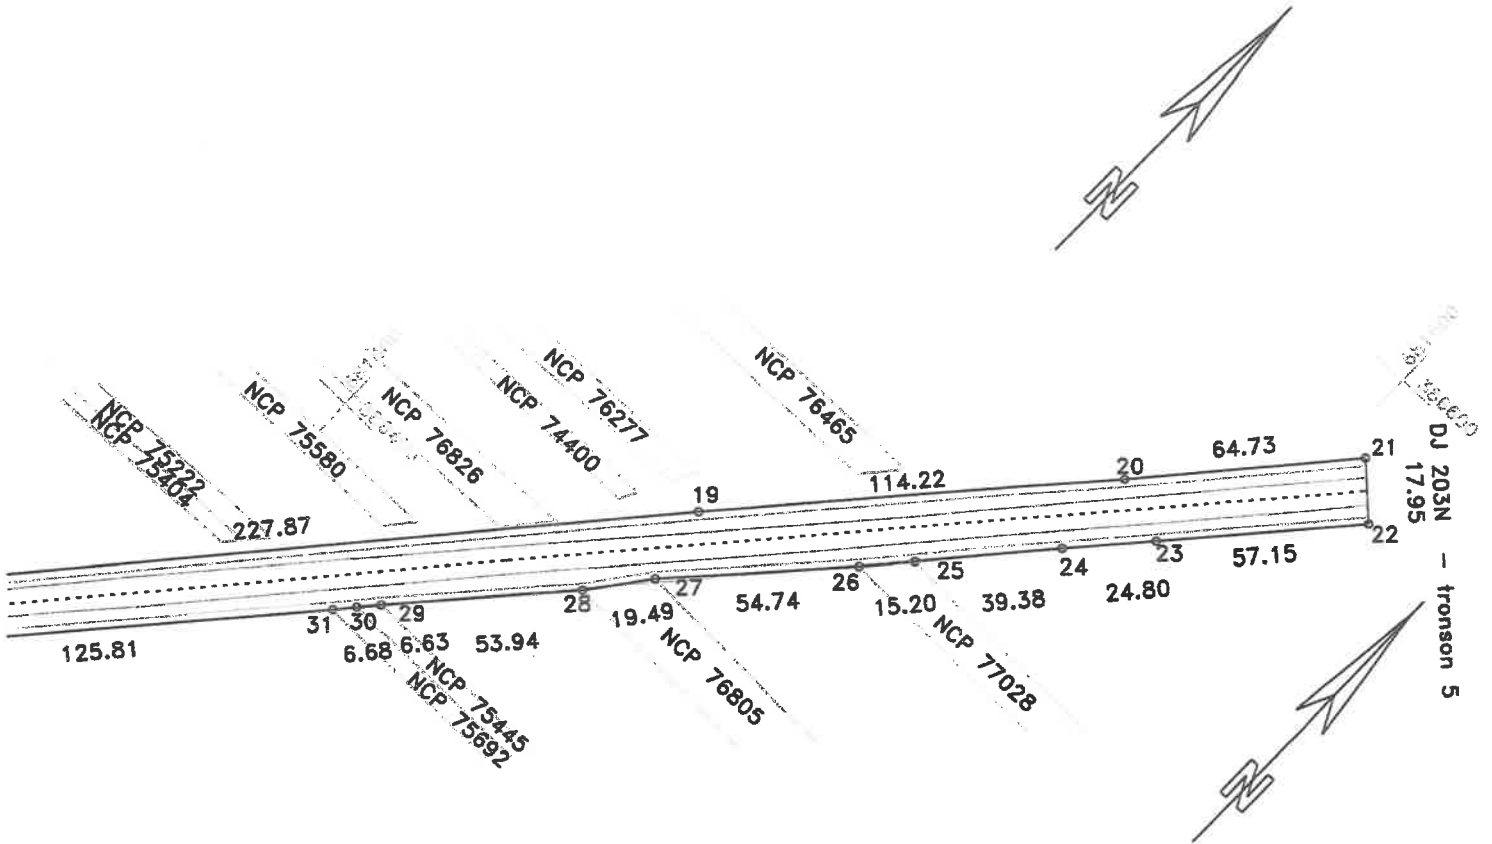 N
NCP 76277
NCP 76465
NCP 74400
NCP 76826
NCP 75580
NCP 75222
NCP 75404
DJ 203N - tronson 5
17.95
21
64.73
20
114.22
19
227.87
22
57.15
23
24.80
24
39.38
25
15.20
26
54.74
27
19.49
28
53.94
29
6.63
30
6.68
31
125.81
NCP 77028
NCP 76805
NCP 75445
NCP 75692
N